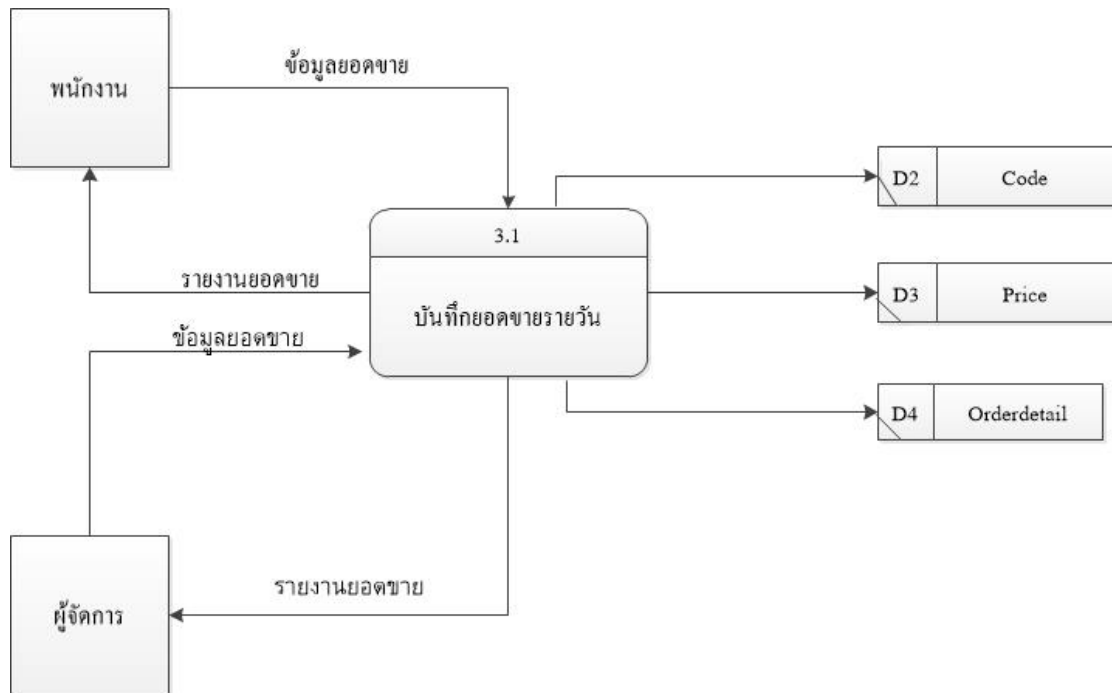 พนักงาน
ข้อมูลยอดขาย
D2 Code
3.1
รายงานยอดขาย
บันทึกยอดขายรายวัน
D3 Price
ข้อมูลยอดขาย
D4 Orderdetail
รายงานยอดขาย
ผู้จัดการ